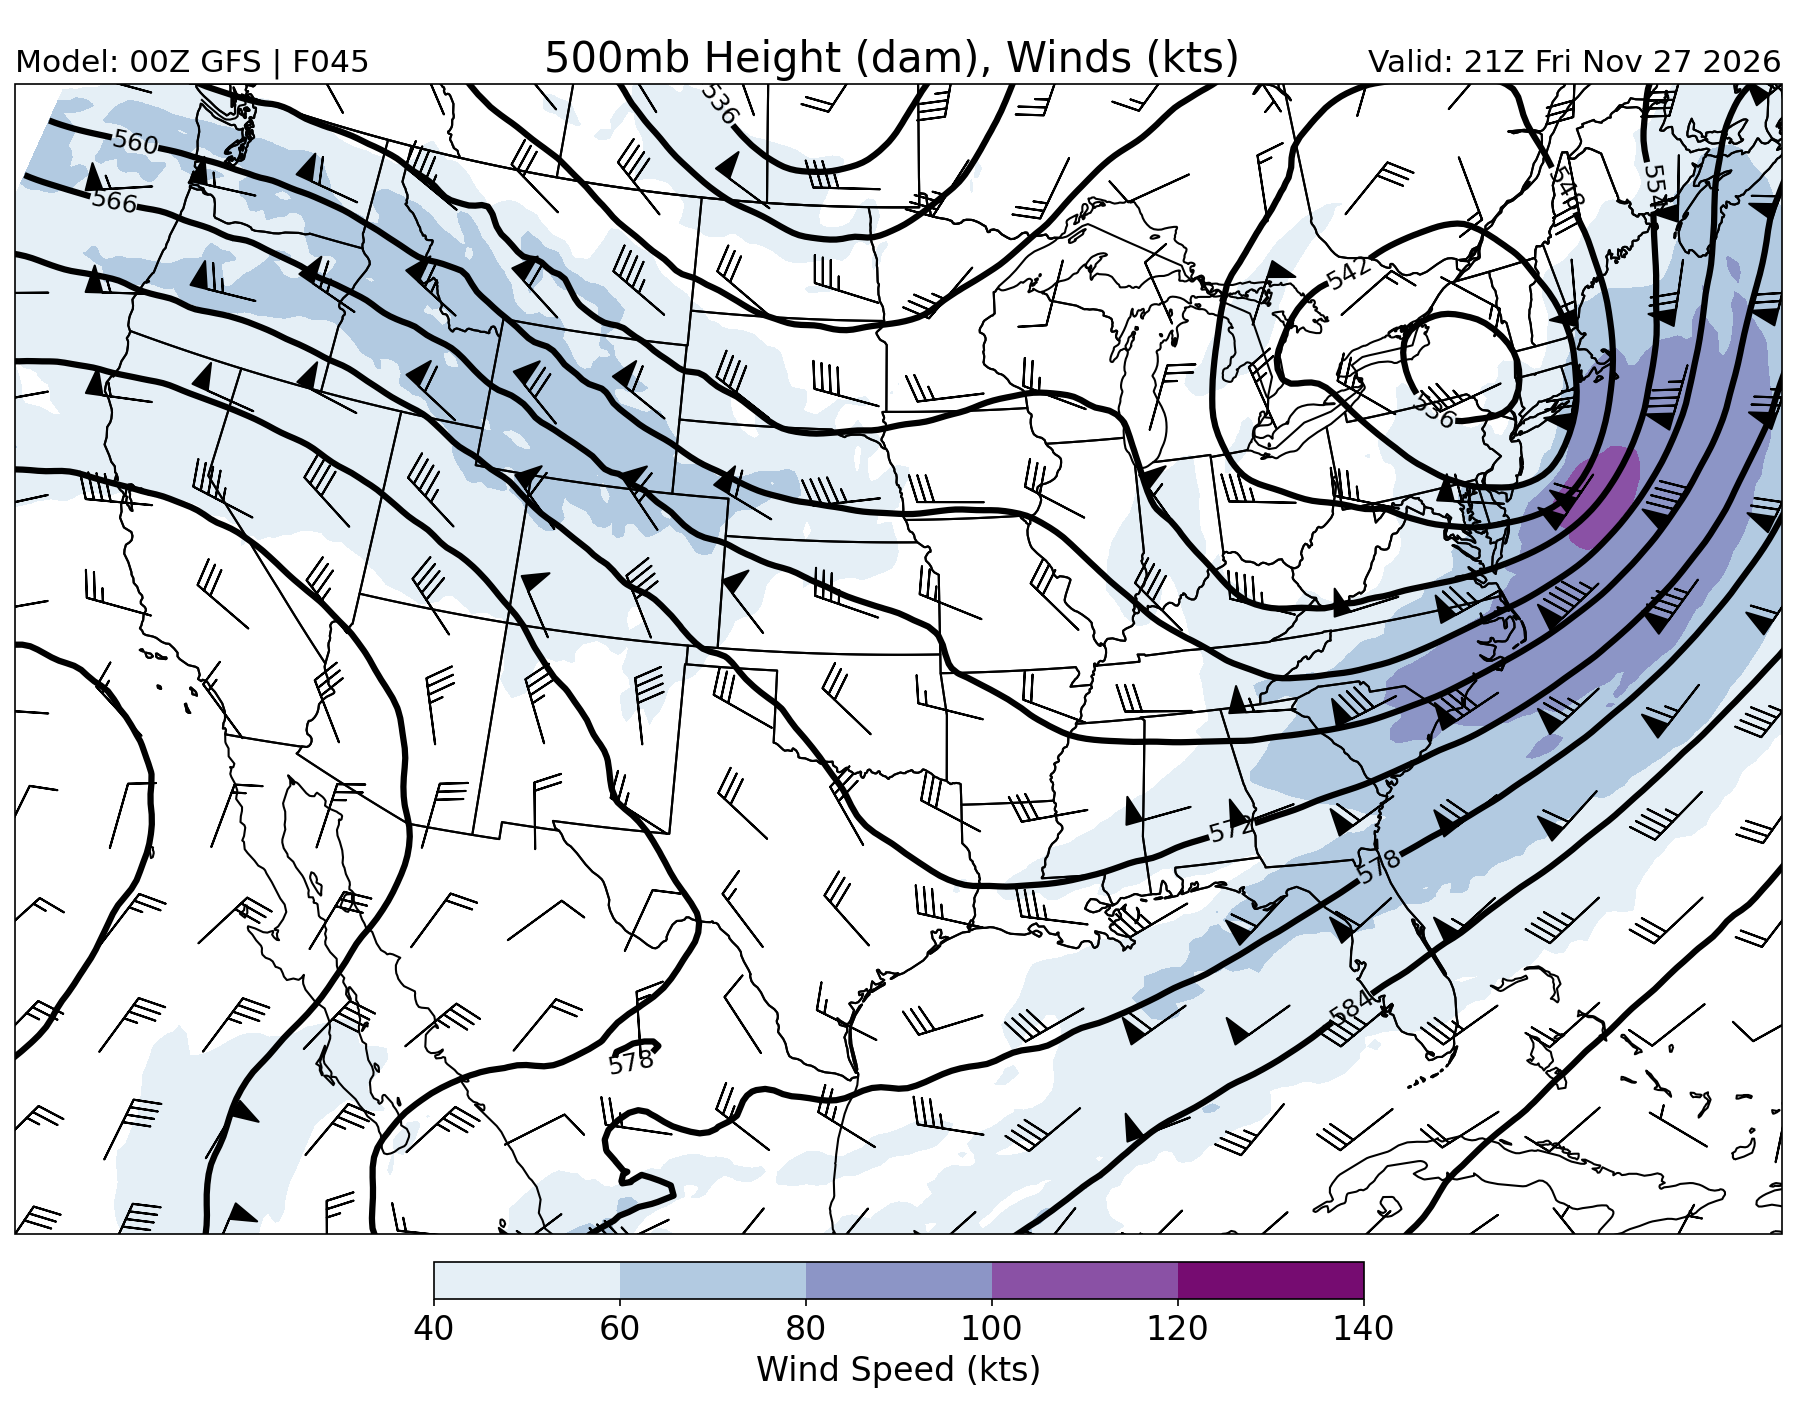 Model: 00Z GFS | F045
500mb Height (dam), Winds (kts)
Valid: 21Z Fri Nov 27 2026
536
560
566
548
554
542
536
572
578
584
578
40 60 80 100 120 140
Wind Speed (kts)